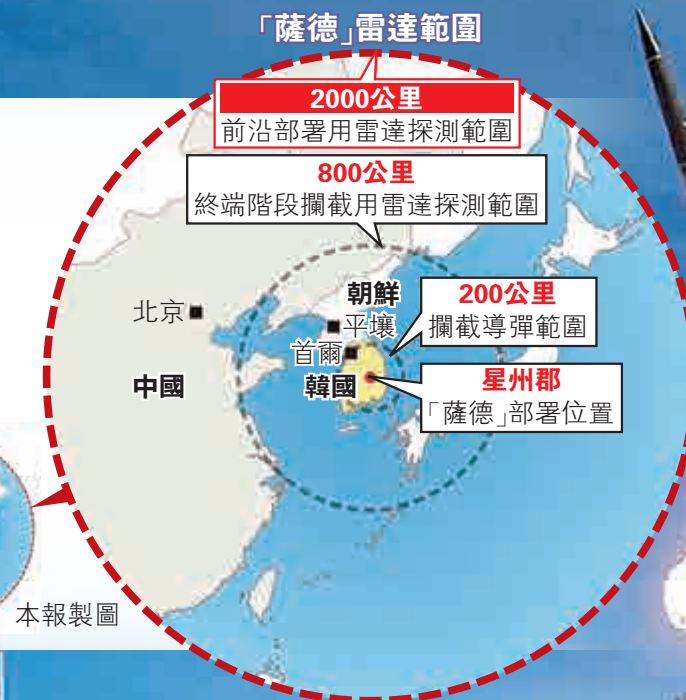 「薩德」雷達範圍
2000公里
前沿部署用雷達探測範圍
800公里
終端階段攔截用雷達探測範圍
北京
朝鮮
平壤
200公里
攔截導彈範圍
首爾
中國
韓國
星州郡
「薩德」部署位置
本報製圖